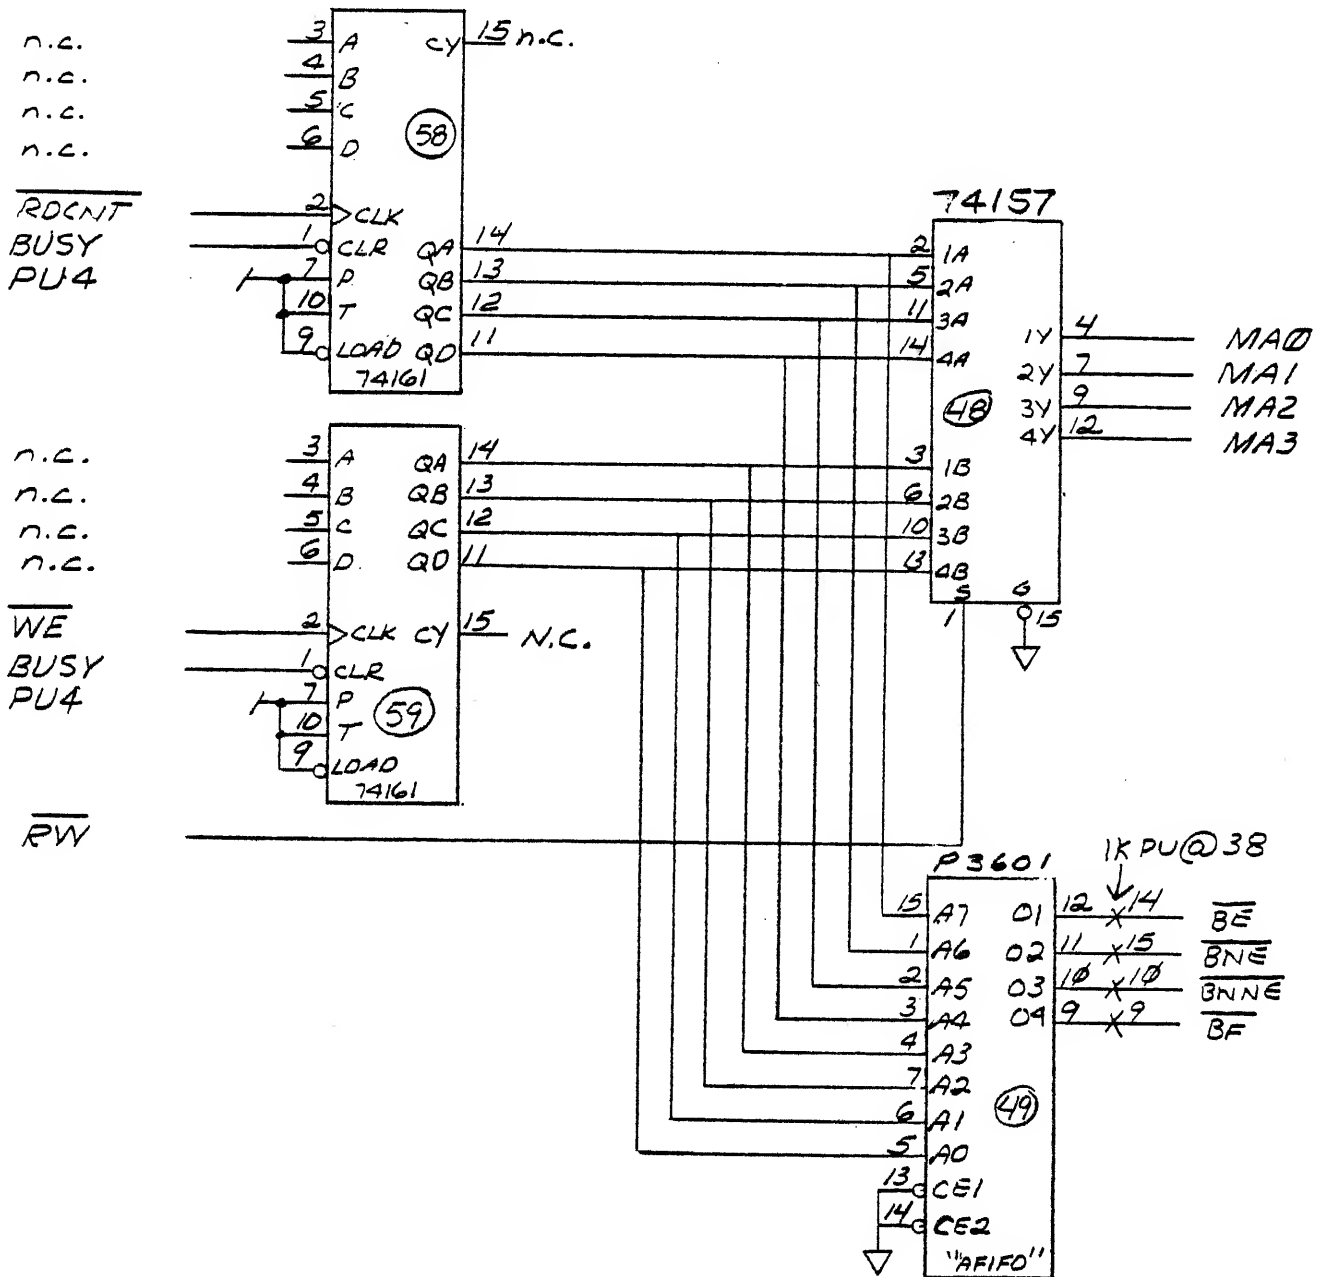 n.c. 3 A CY 15 n.c.
n.c. 4 B
n.c. 5 C
n.c. 6 D
58
RDCNT 2 CLK
BUSY 1 CLR QA 14
PU4 7 P QB 13
10 T QC 12
9 LOAD QD 11
74161
74157
2 1A
5 2A
11 3A
14 4A
1Y 4 MAØ
2Y 7 MA1
3Y 9 MA2
4Y 12 MA3
48
3 1B
6 2B
10 3B
13 4B
S G
1 15
n.c. 3 A QA 14
n.c. 4 B QB 13
n.c. 5 C QC 12
n.c. 6 D QD 11
WE 2 CLK CY 15 N.C.
BUSY 1 CLR
PU4 7 P
59
10 T
9 LOAD
74161
RW
P3601
1K PU@38
15 A7 O1 12 14 BE
1 A6 O2 11 15 BNE
2 A5 O3 1Ø 1Ø BNNE
3 A4 O4 9 9 BF
4 A3
7 A2
6 A1
49
5 A0
13 CE1
14 CE2
"AFIFO"